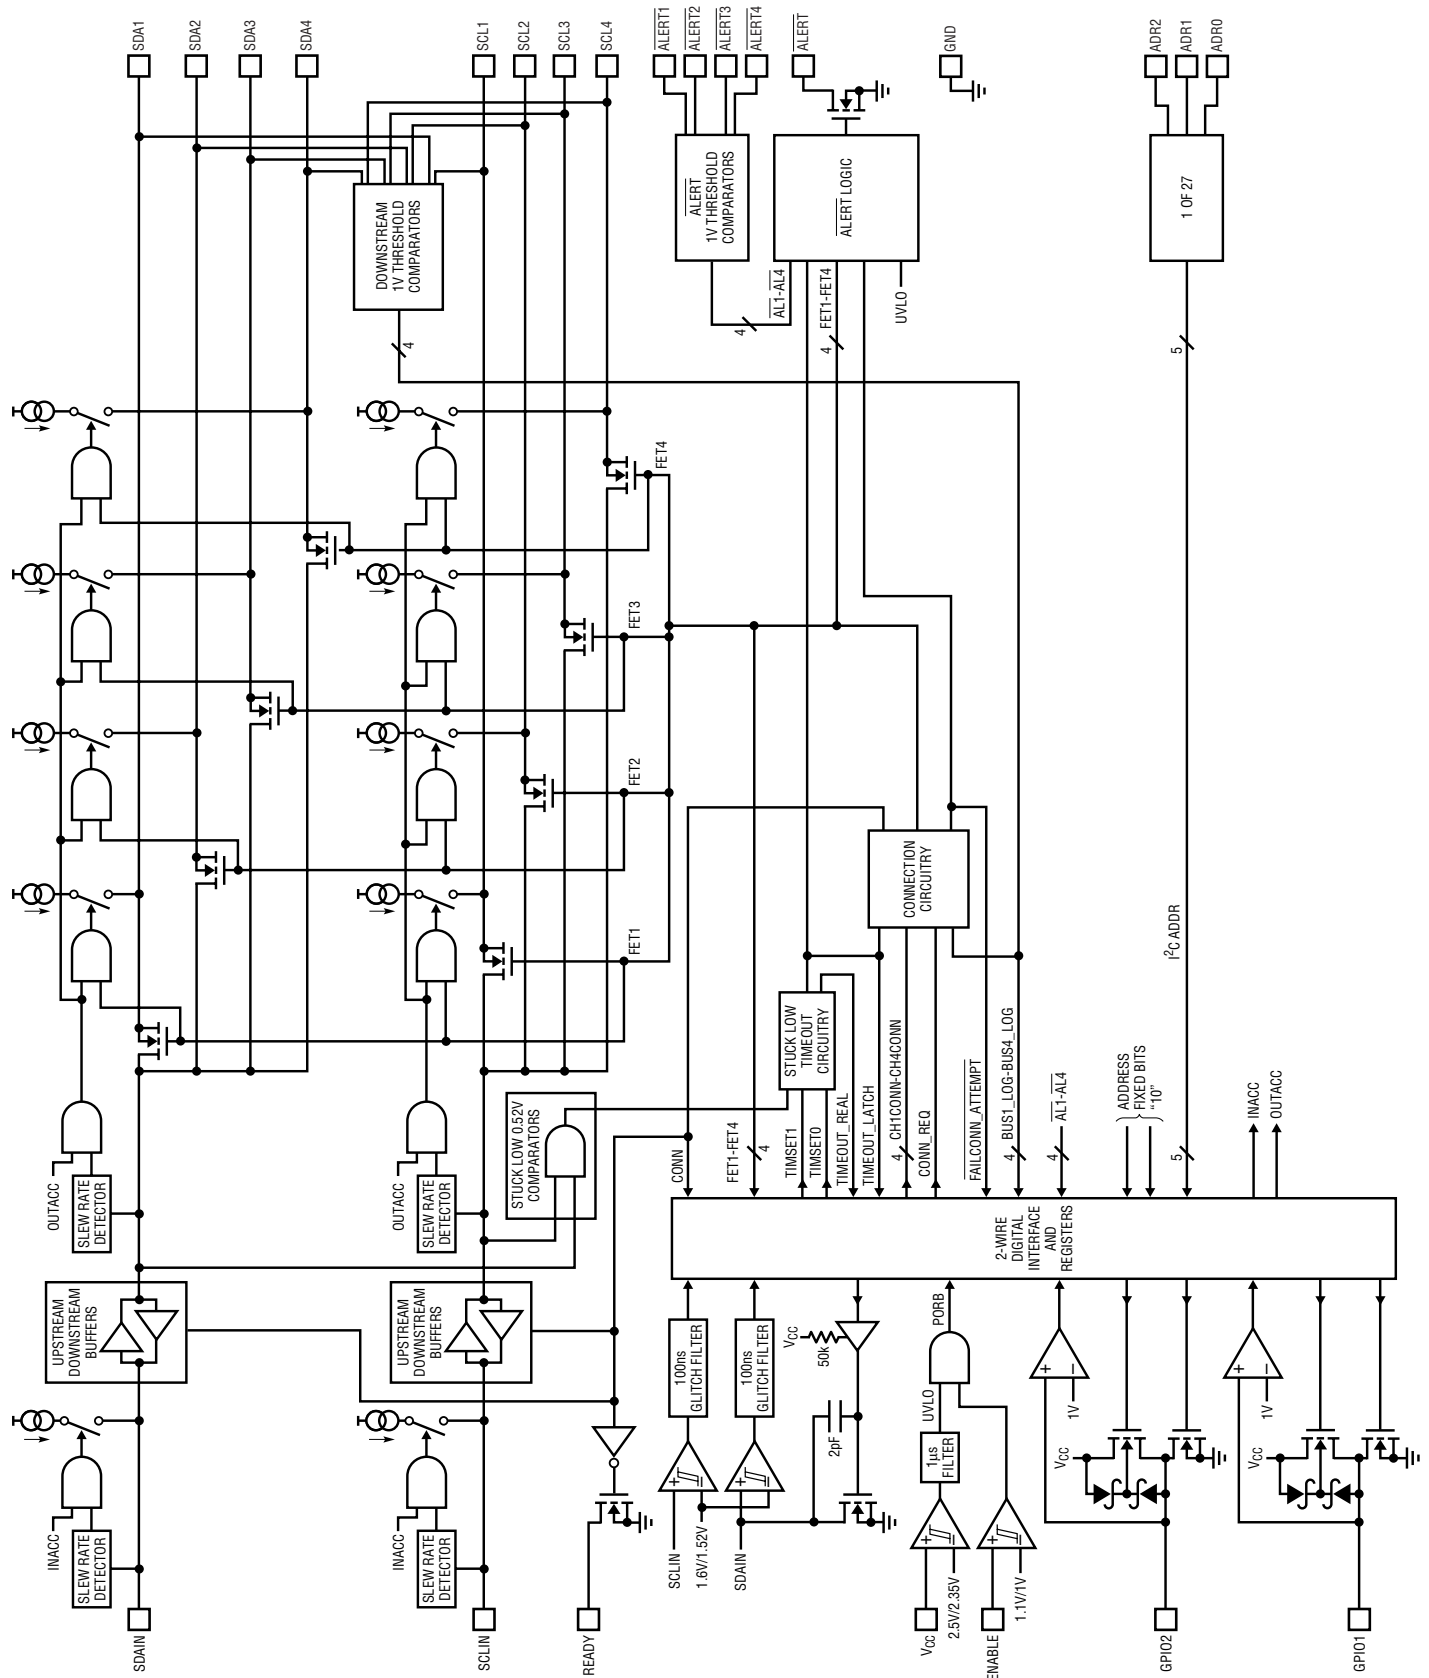 SDA1
SDA2
SDA3
SDA4
SCL1
SCL2
SCL3
SCL4
ALERT1
ALERT2
ALERT3
ALERT4
ALERT
GND
ADR2
ADR1
ADR0
DOWNSTREAM
1V THRESHOLD
COMPARATORS
4
ALERT
1V THRESHOLD
COMPARATORS
ALERT LOGIC
1 OF 27
AL1-AL4
4
FET1-FET4
4
UVLO
5
FET4
FET3
FET2
FET1
CONNECTION
CIRCUITRY
I2C ADDR
STUCK LOW
TIMEOUT
CIRCUITRY
STUCK LOW 0.52V
COMPARATORS
OUTACC
SLEW RATE
DETECTOR
OUTACC
SLEW RATE
DETECTOR
CONN
FET1-FET4
4
TIMSET1
TIMSET0
TIMEOUT_REAL
TIMEOUT_LATCH
CH1CONN-CH4CONN
4
CONN_REQ
FAILCONN_ATTEMPT
BUS1_LOG-BUS4_LOG
4
AL1-AL4
4
ADDRESS
FIXED BITS
“10”
5
INACC
OUTACC
2-WIRE
DIGITAL
INTERFACE
AND
REGISTERS
UPSTREAM
DOWNSTREAM
BUFFERS
UPSTREAM
DOWNSTREAM
BUFFERS
100ns
GLITCH FILTER
100ns
GLITCH FILTER
VCC
50k
2pF
PORB
UVLO
1µs
FILTER
+
–
1V
+
–
1V
VCC
VCC
INACC
SLEW RATE
DETECTOR
INACC
SLEW RATE
DETECTOR
SCLIN
+
–
1.6V/1.52V
SDAIN
+
–
+
–
2.5V/2.35V
+
–
1.1V/1V
SDAIN
SCLIN
READY
VCC
ENABLE
GPIO2
GPIO1